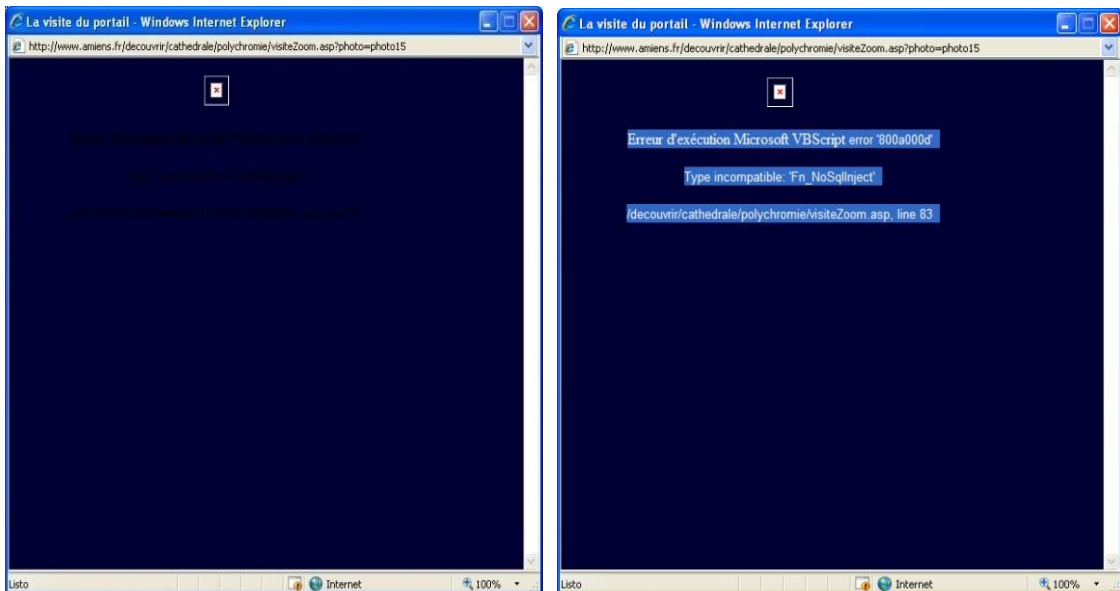 La visite du portail - Windows Internet Explorer
http://www.amiens.fr/decouvrir/cathedrale/polychromie/visiteZoom.asp?photo=photo15
Listo
Internet
100%
La visite du portail - Windows Internet Explorer
http://www.amiens.fr/decouvrir/cathedrale/polychromie/visiteZoom.asp?photo=photo15
Erreur d'exécution Microsoft VBScript error '800a000d'
Type incompatible: 'Fn_NoSqlInject'
/decouvrir/cathedrale/polychromie/visiteZoom.asp, line 83
Listo
Internet
100%